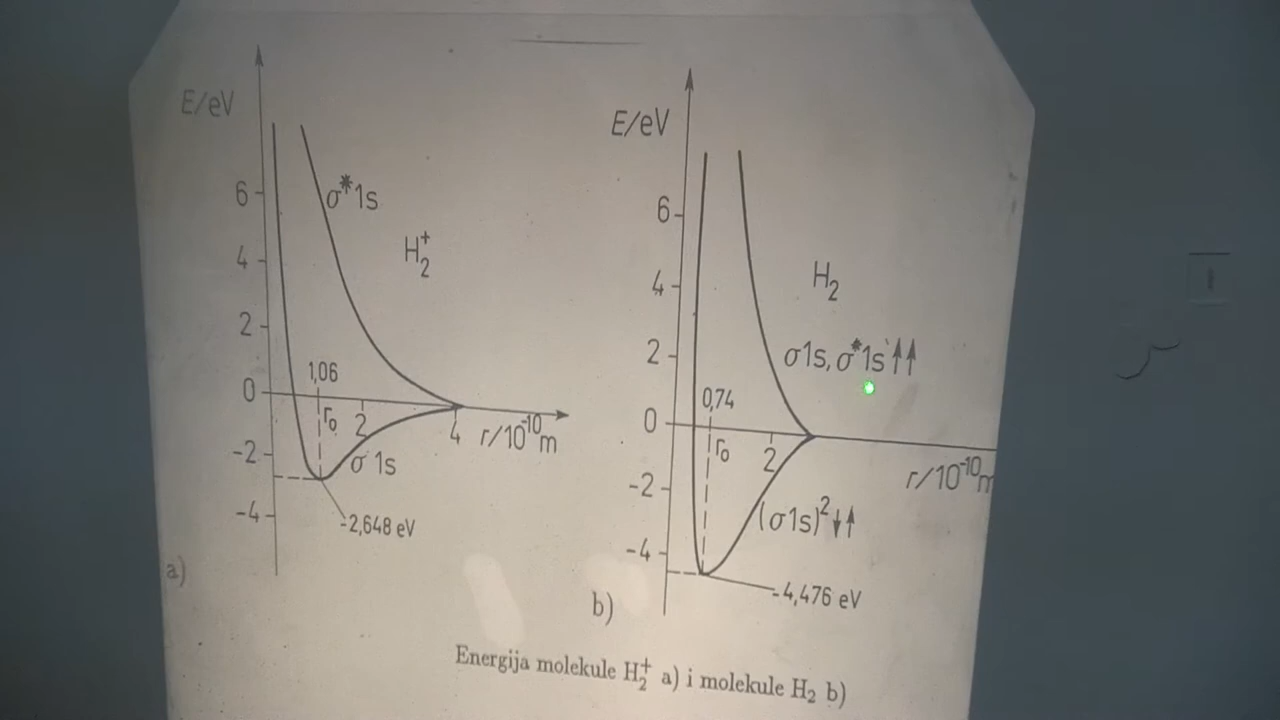 E/eV
6
4
2
0
-2
-4
σ*1s
H₂⁺
1,06
r₀
2
4
r/10⁻¹⁰m
σ1s
-2,648 eV
a)
E/eV
6
4
2
0
-2
-4
H₂
σ1s, σ*1s ↑↑
0,74
r₀
2
r/10⁻¹⁰m
(σ1s)²↓↑
-4,476 eV
b)
Energija molekule H₂⁺ a) i molekule H₂ b)